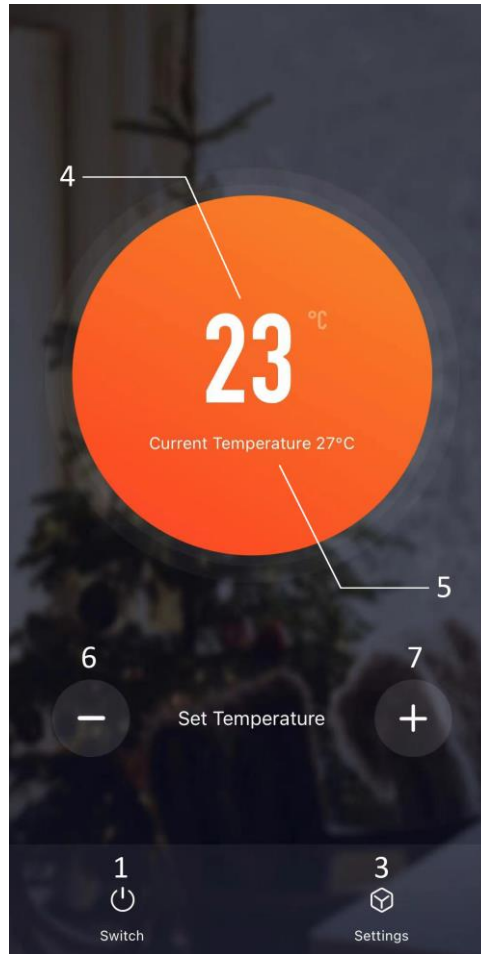 4
23 °C
Current Temperature 27°C
5
6 7
− Set Temperature +
1 3
Switch Settings